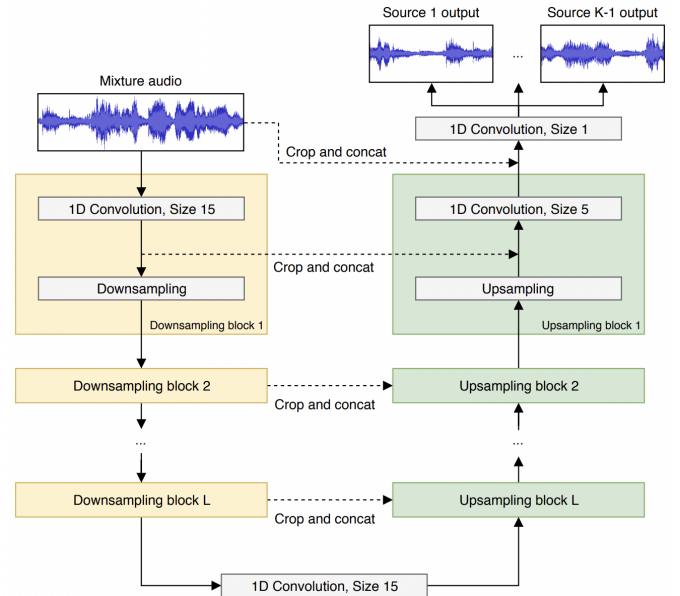 Source 1 output
Source K-1 output
...
Mixture audio
1D Convolution, Size 1
Crop and concat
1D Convolution, Size 15
1D Convolution, Size 5
Crop and concat
Downsampling
Upsampling
Downsampling block 1
Upsampling block 1
Downsampling block 2
Upsampling block 2
Crop and concat
...
...
Downsampling block L
Upsampling block L
Crop and concat
1D Convolution, Size 15